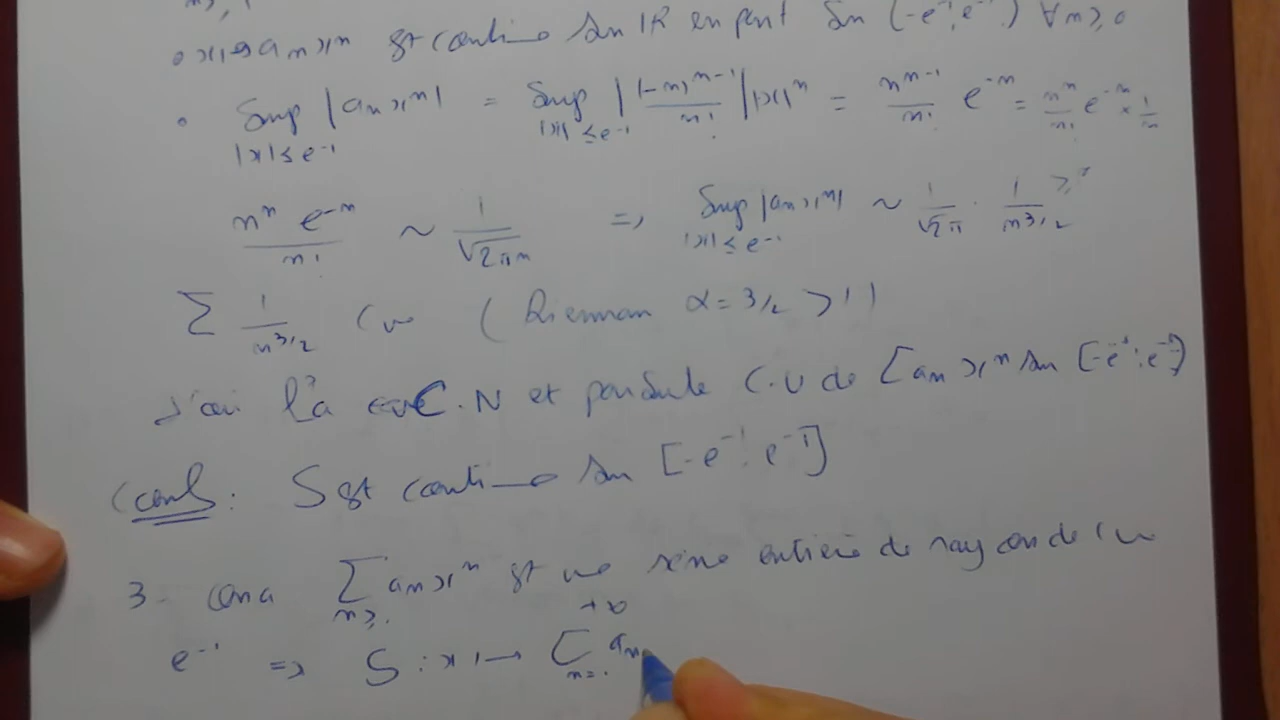 • x ↦ aₙxⁿ est continue sur ℝ en part sur [-e⁻¹; e⁻¹] ∀n≥0
• Sup |aₙxⁿ| = Sup |(-n)ⁿ⁻¹/n!| |x|ⁿ = nⁿ⁻¹/n! e⁻ⁿ = nⁿ/n! e⁻ⁿ × 1/n
|x| ≤ e⁻¹ |x| ≤ e⁻¹
nⁿ e⁻ⁿ/n! ~ 1/√2πn => Sup |aₙxⁿ| ~ 1/√2π · 1/n^3/2
|x| ≤ e⁻¹
∑ 1/n^3/2 Cv (Rieman α = 3/2 > 1)
d'où la C.N et par suite C.U de ∑aₙxⁿ sur [-e⁻¹; e⁻¹]
Concl : S est continue sur [-e⁻¹; e⁻¹]
3 - on a ∑ aₙxⁿ est une série entière de rayon de Cv
n≥1
e⁻¹ => S : x ↦ ∑ aₙ